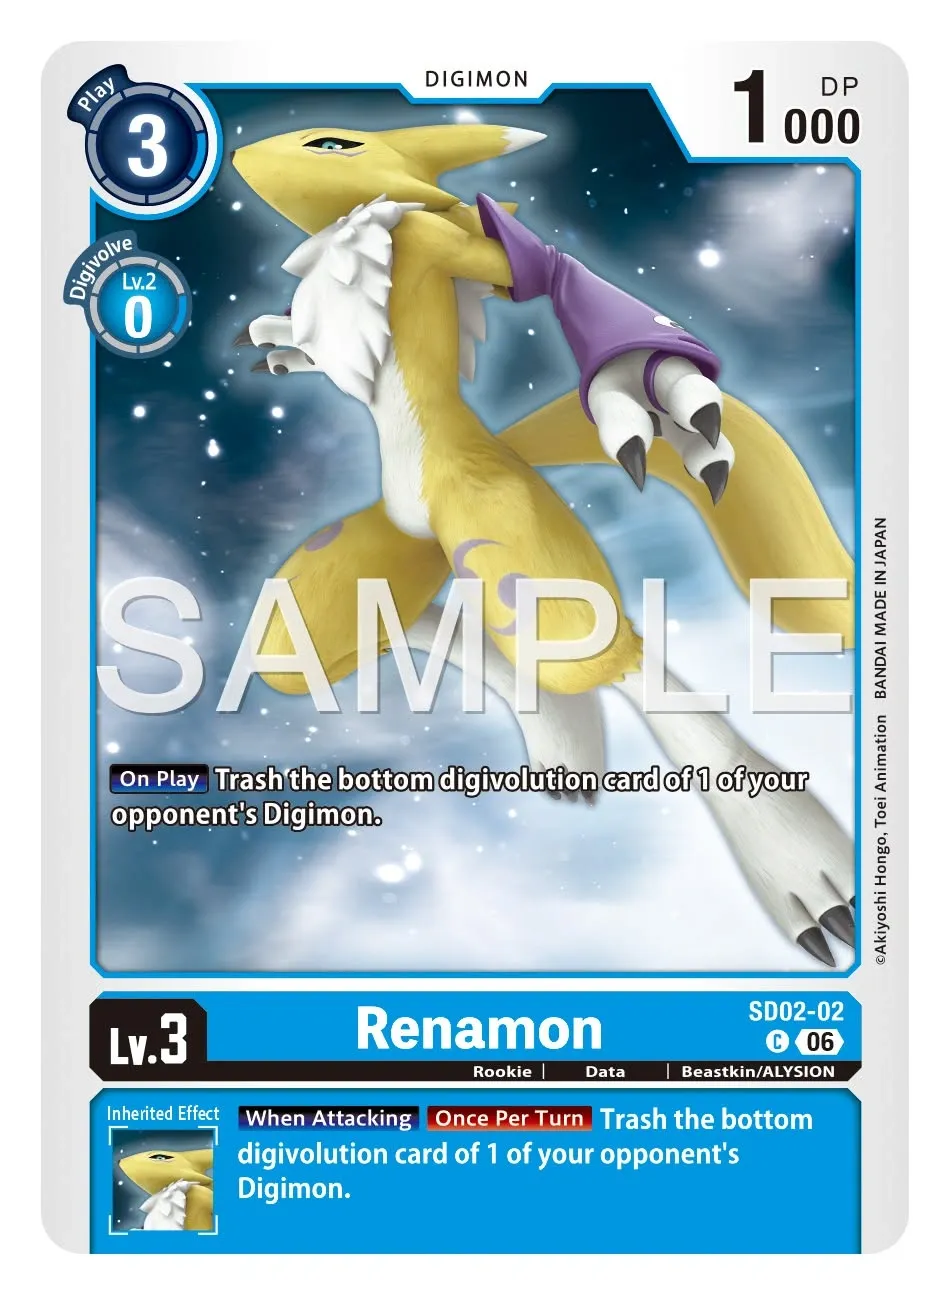 DIGIMON
Play
3
1000
DP
Digivolve
Lv.2
0
SAMPLE
On Play Trash the bottom digivolution card of 1 of your
opponent's Digimon.
©Akiyoshi Hongo, Toei Animation BANDAI MADE IN JAPAN
Lv.3
Renamon
SD02-02
C 06
Rookie | Data | Beastkin/ALYSION
Inherited Effect
When Attacking Once Per Turn Trash the bottom
digivolution card of 1 of your opponent's
Digimon.